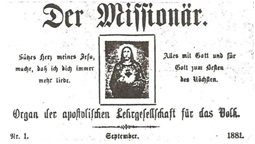 Der Missionär.
Süßes Herz meines Jesu,
mache, daß ich dich immer
mehr liebe.
Alles mit Gott und für
Gott zum Besten
des Nächsten.
Organ der apostolischen Lehrgesellschaft für das Volk.
Nr. 1. September. 1881.